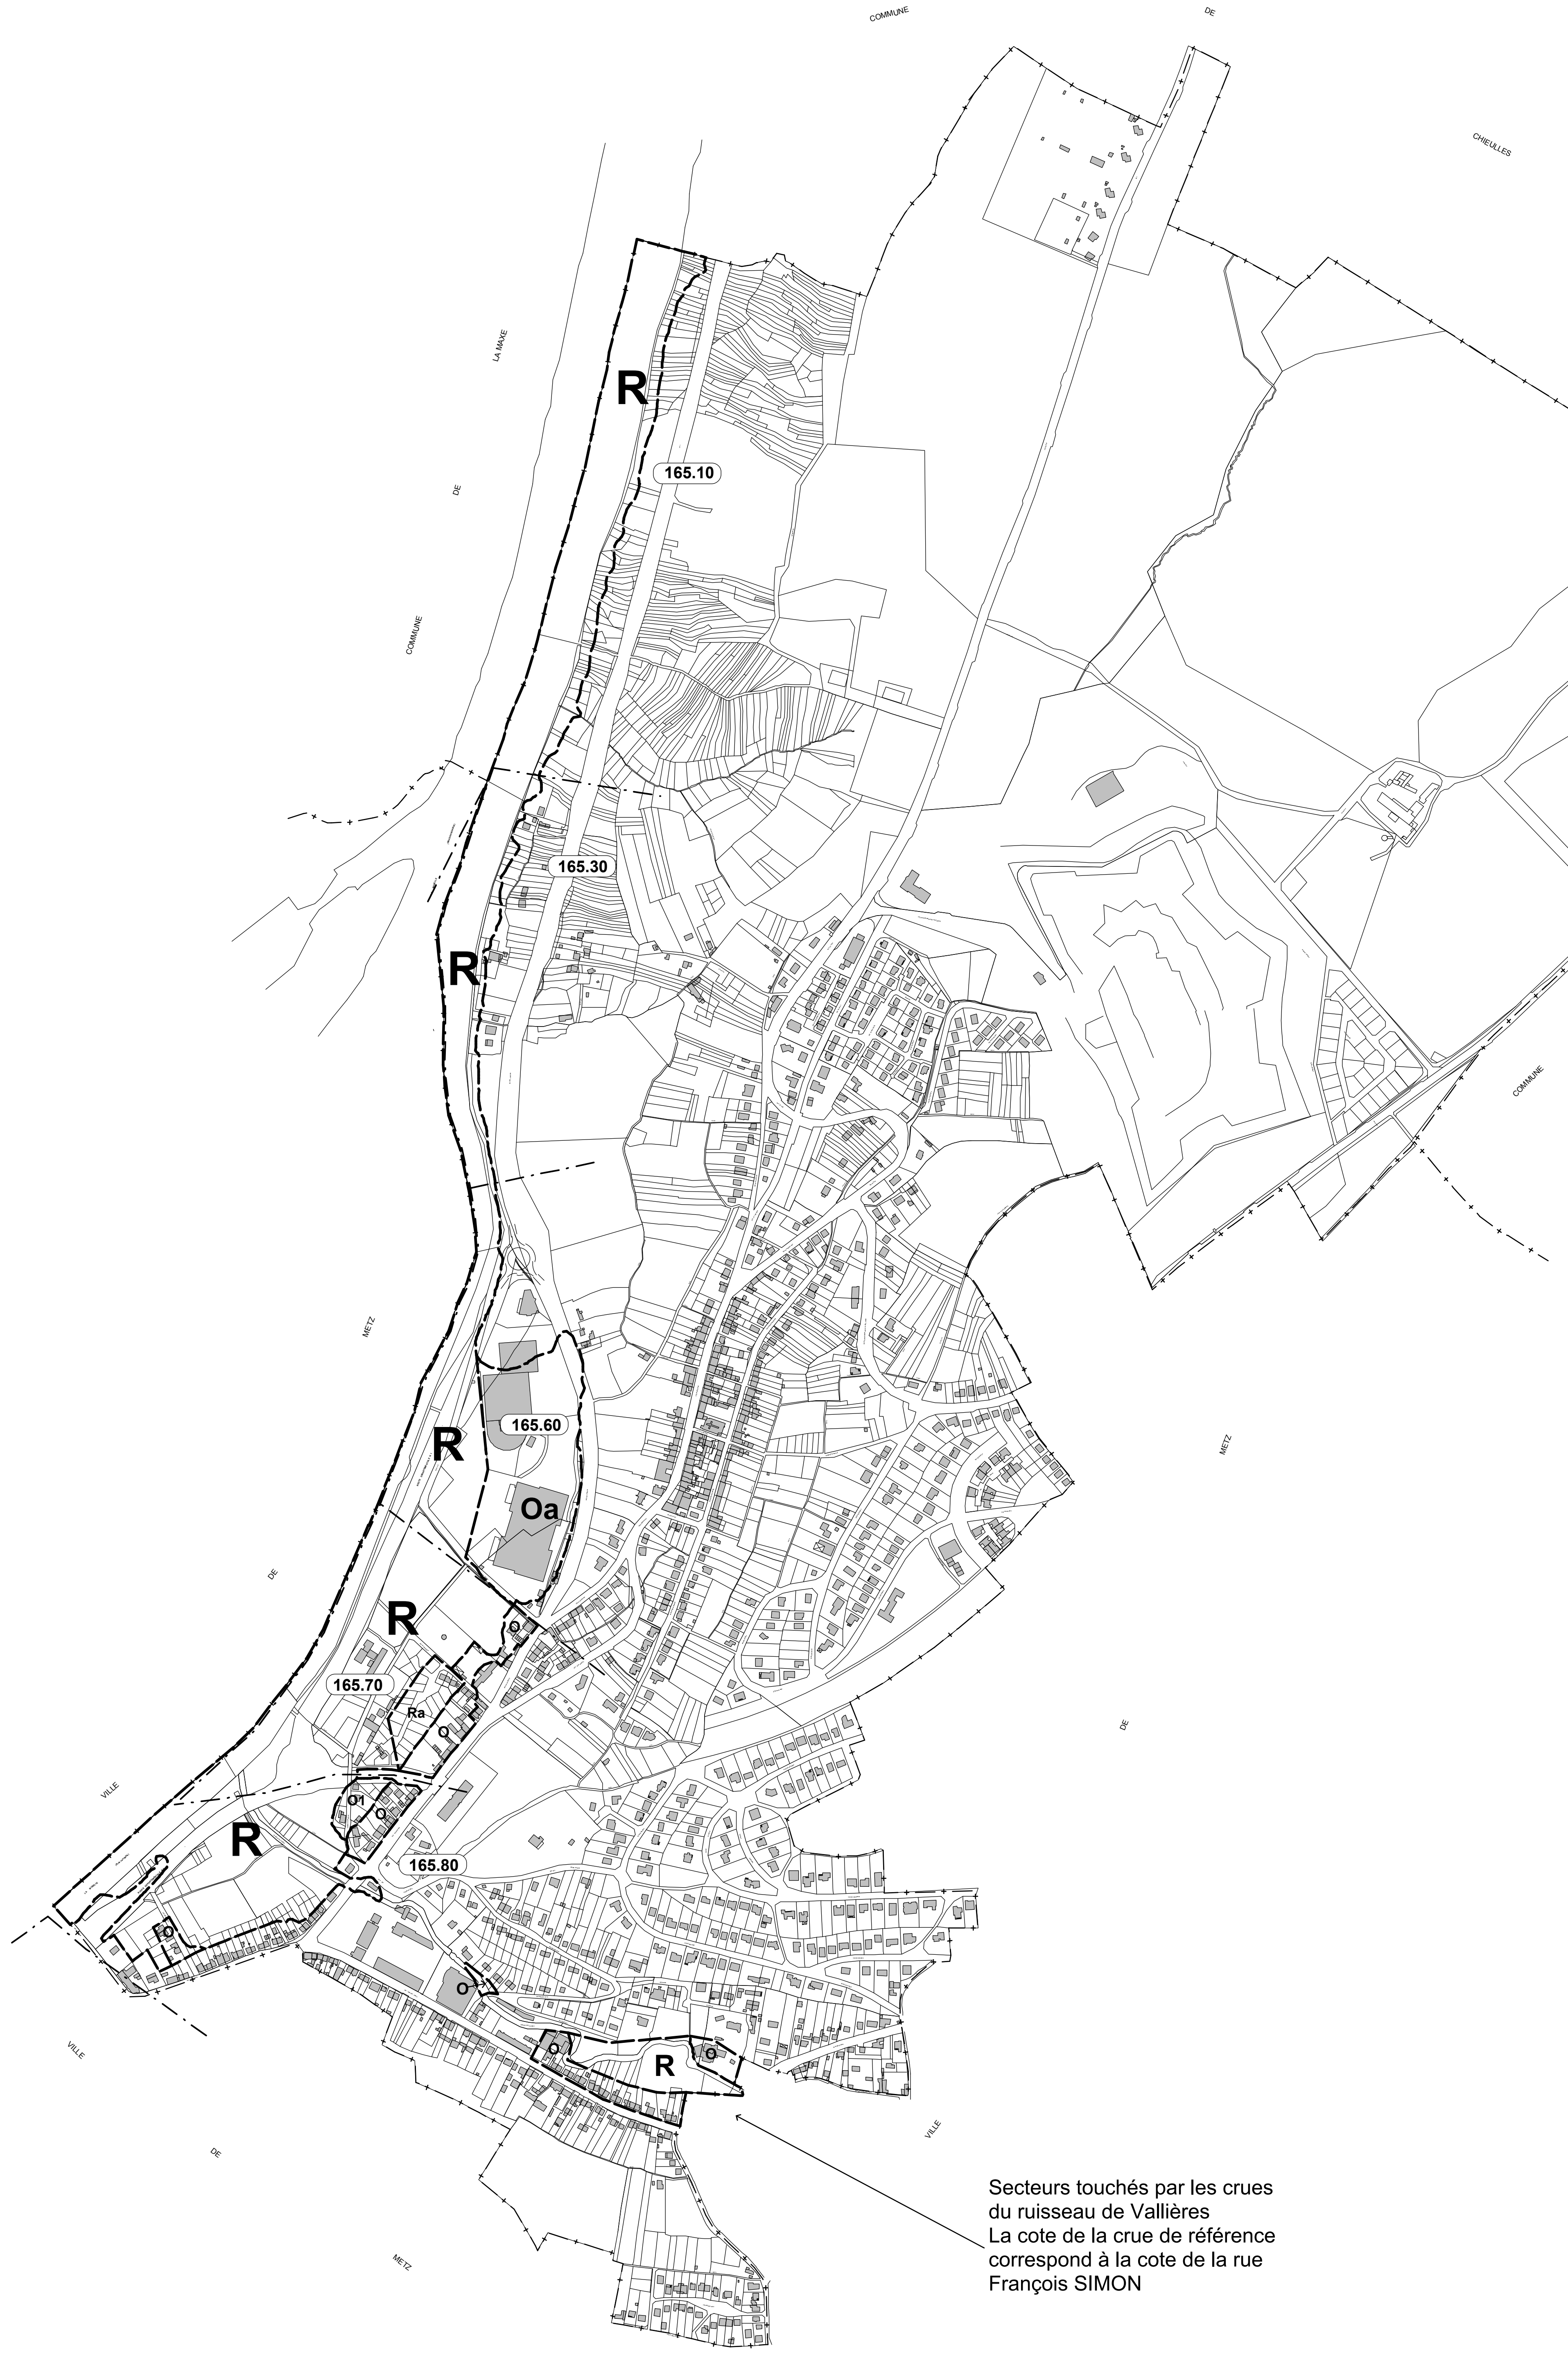 COMMUNE
DE
CHIEULLES
LA MAXE
DE
COMMUNE
R
165.10
165.30
R
COMMUNE
METZ
R
165.60
Oa
METZ
DE
R
O
165.70
Ra
O
DE
VILLE
O1
O
R
165.80
O
O
VILLE
O
R
O
DE
VILLE
METZ
Secteurs touchés par les crues
du ruisseau de Vallières
La cote de la crue de référence
correspond à la cote de la rue
François SIMON